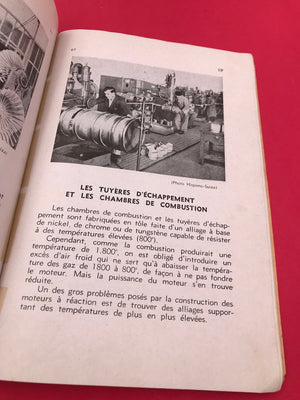 (Photo Hispano-Suiza)
LES TUYÈRES D'ÉCHAPPEMENT
ET LES CHAMBRES DE COMBUSTION
Les chambres de combustion et les tuyères d'échap-
pement sont fabriquées en tôle faite d'un alliage à base
de nickel, de chrome ou de tungstène capable de résister
à des températures élevées (800°).
Cependant, comme la combustion produirait une
température de 1.800°, on est obligé d'introduire un
excès d'air froid qui ne sert qu'à abaisser la tempéra-
ture des gaz de 1800 à 800°, de façon à ne pas fondre
le moteur. Mais la puissance du moteur s'en trouve
réduite.
Un des gros problèmes posés par la construction des
moteurs à réaction est de trouver des alliages suppor-
tant des températures de plus en plus élevées.